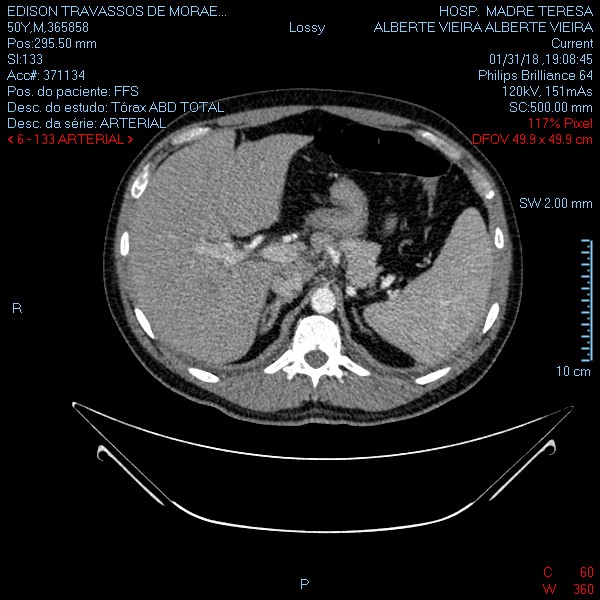 EDISON TRAVASSOS DE MORAE...
50Y,M,365858
Pos:295.50 mm
SI:133
Acc#: 371134
Pos. do paciente: FFS
Desc. do estudo: Tórax ABD TOTAL
Desc. da série: ARTERIAL
< 6 - 133 ARTERIAL >
Lossy
HOSP. MADRE TERESA
ALBERTE VIEIRA ALBERTE VIEIRA
Current
01/31/18 ,19:08:45
Philips Brilliance 64
120kV, 151mAs
SC:500.00 mm
117% Pixel
DFOV 49.9 x 49.9 cm
SW 2.00 mm
R
10 cm
P
C 60
W 360